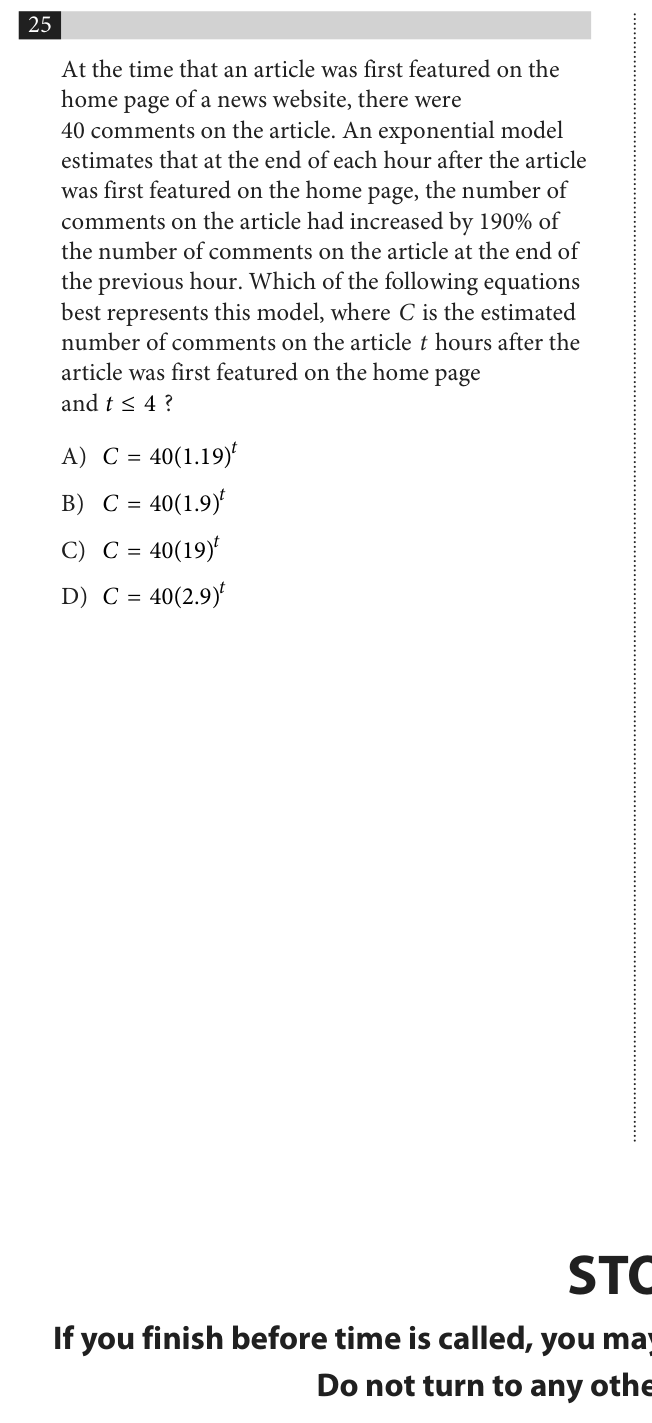 25
At the time that an article was first featured on the
home page of a news website, there were
40 comments on the article. An exponential model
estimates that at the end of each hour after the article
was first featured on the home page, the number of
comments on the article had increased by 190% of
the number of comments on the article at the end of
the previous hour. Which of the following equations
best represents this model, where C is the estimated
number of comments on the article t hours after the
article was first featured on the home page
and t ≤ 4 ?
A) C = 40(1.19)^t
B) C = 40(1.9)^t
C) C = 40(19)^t
D) C = 40(2.9)^t
STO
If you finish before time is called, you may
Do not turn to any othe